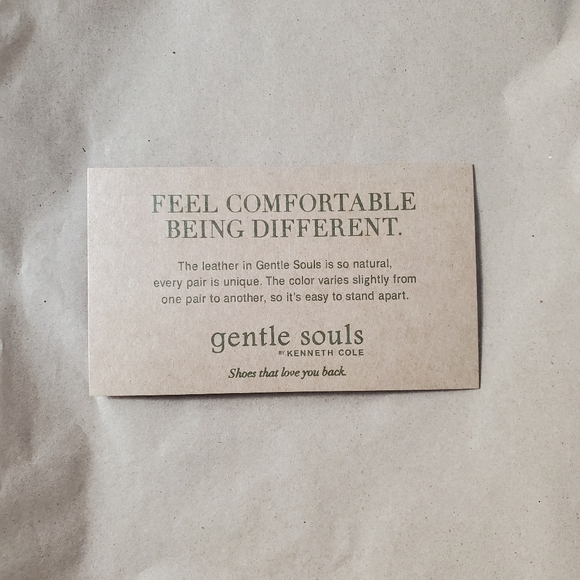 FEEL COMFORTABLE
BEING DIFFERENT.
The leather in Gentle Souls is so natural,
every pair is unique. The color varies slightly from
one pair to another, so it's easy to stand apart.
gentle souls
BY KENNETH COLE
Shoes that love you back.